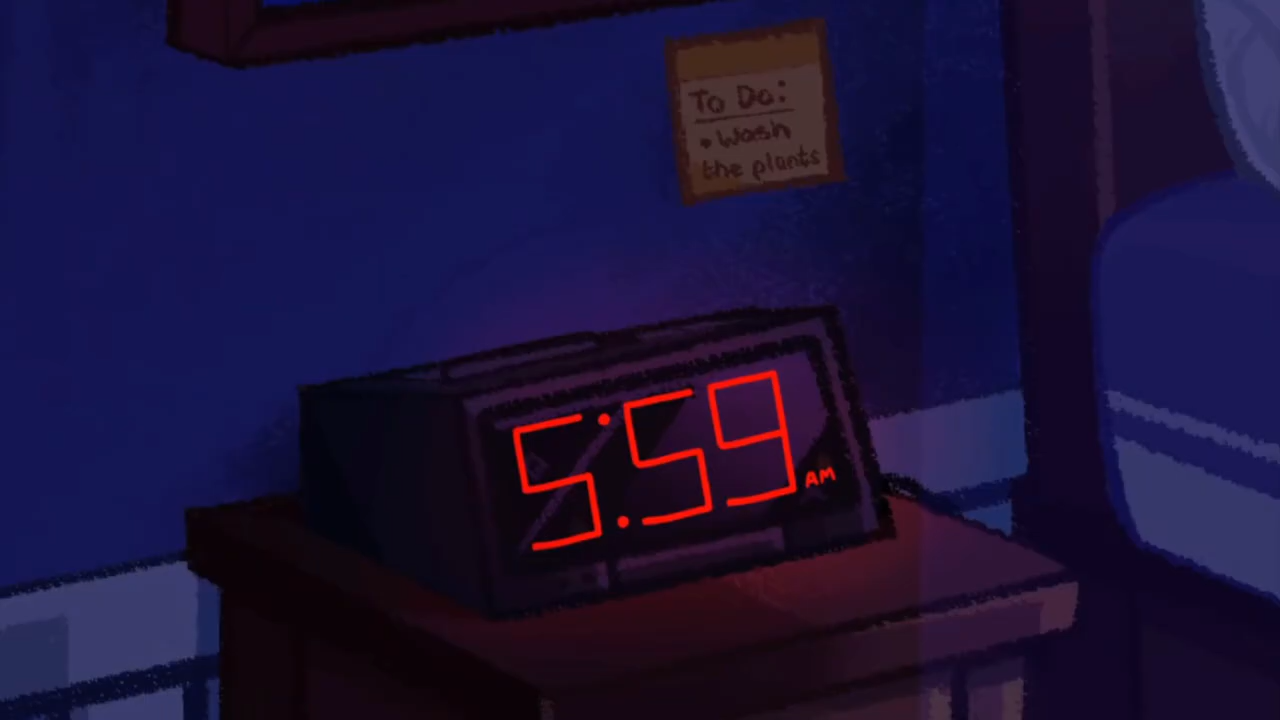 To Do:
• Wash
the plants
5:59 AM